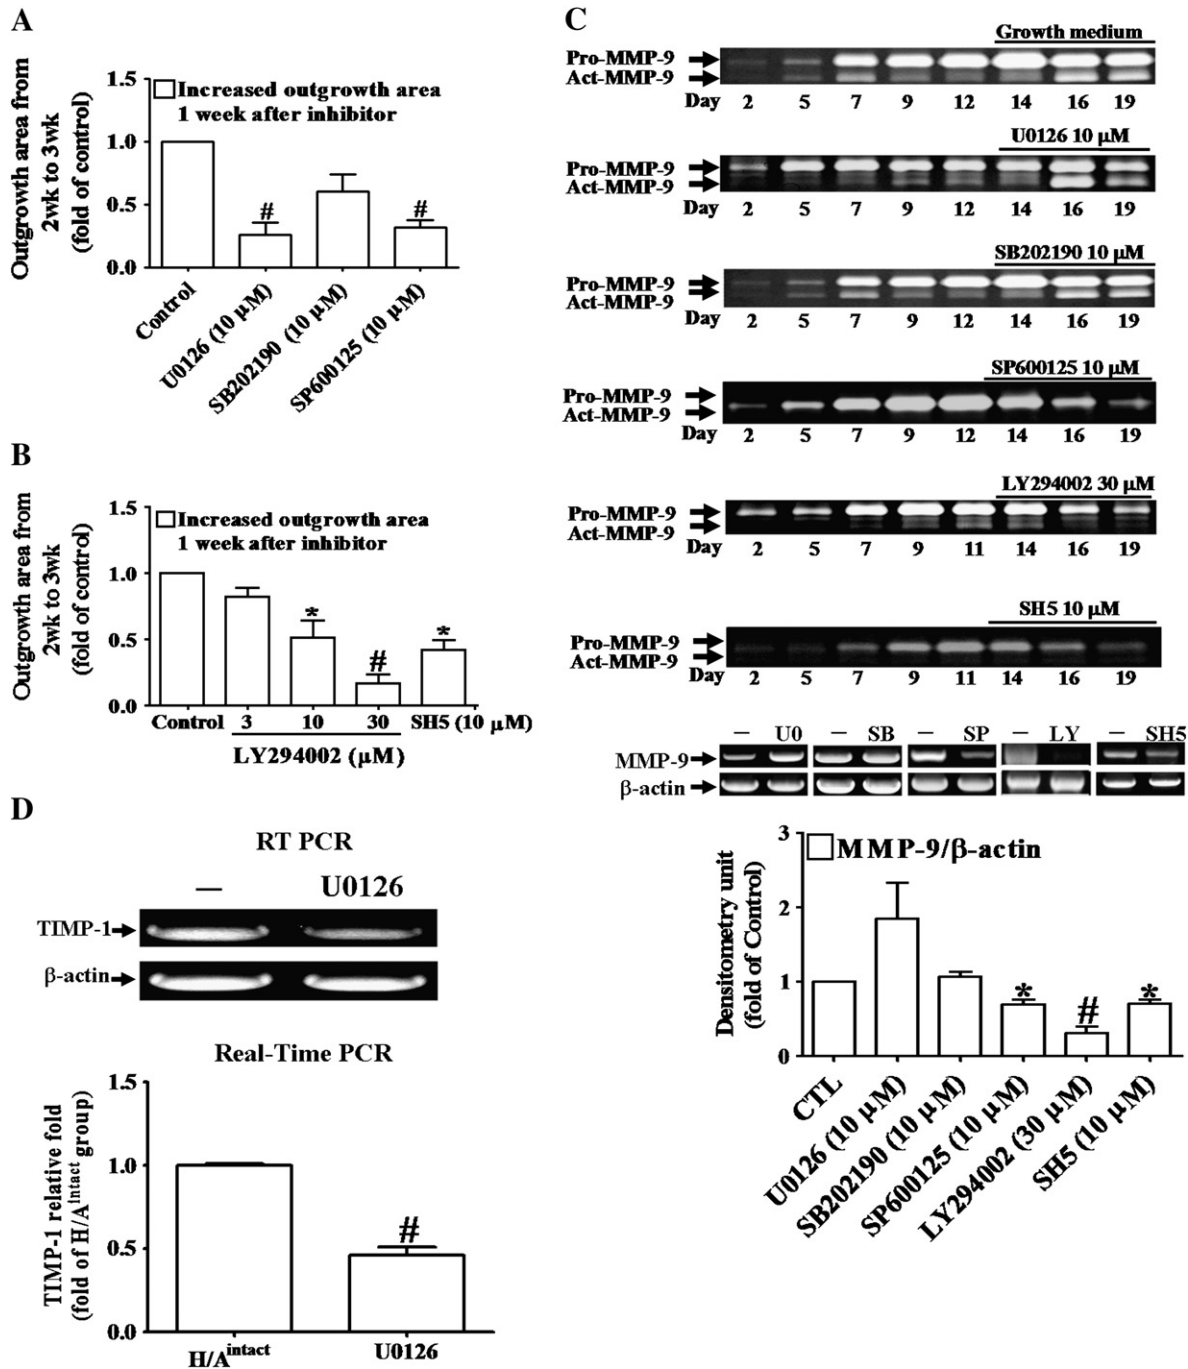 A
Outgrowth area from
2wk to 3wk
(fold of control)
1.5
1.0
0.5
0.0
Increased outgrowth area
1 week after inhibitor
#
#
Control
U0126 (10 μM)
SB202190 (10 μM)
SP600125 (10 μM)
B
Outgrowth area from
2wk to 3wk
(fold of control)
1.5
1.0
0.5
0.0
Increased outgrowth area
1 week after inhibitor
*
#
*
Control 3 10 30 SH5 (10 μM)
LY294002 (μM)
C
Growth medium
Pro-MMP-9
Act-MMP-9
Day 2 5 7 9 12 14 16 19
U0126 10 μM
Pro-MMP-9
Act-MMP-9
Day 2 5 7 9 12 14 16 19
SB202190 10 μM
Pro-MMP-9
Act-MMP-9
Day 2 5 7 9 12 14 16 19
SP600125 10 μM
Pro-MMP-9
Act-MMP-9
Day 2 5 7 9 12 14 16 19
LY294002 30 μM
Pro-MMP-9
Act-MMP-9
Day 2 5 7 9 11 14 16 19
SH5 10 μM
Pro-MMP-9
Act-MMP-9
Day 2 5 7 9 11 14 16 19
– U0 – SB – SP – LY – SH5
MMP-9
β-actin
Densitometry unit
(fold of Control)
3
2
1
0
MMP-9/β-actin
*
#
*
CTL
U0126 (10 μM)
SB202190 (10 μM)
SP600125 (10 μM)
LY294002 (30 μM)
SH5 (10 μM)
D
RT PCR
– U0126
TIMP-1
β-actin
Real-Time PCR
TIMP-1 relative fold
(fold of H/A^intact group)
1.5
1.0
0.5
0.0
#
H/A^intact U0126